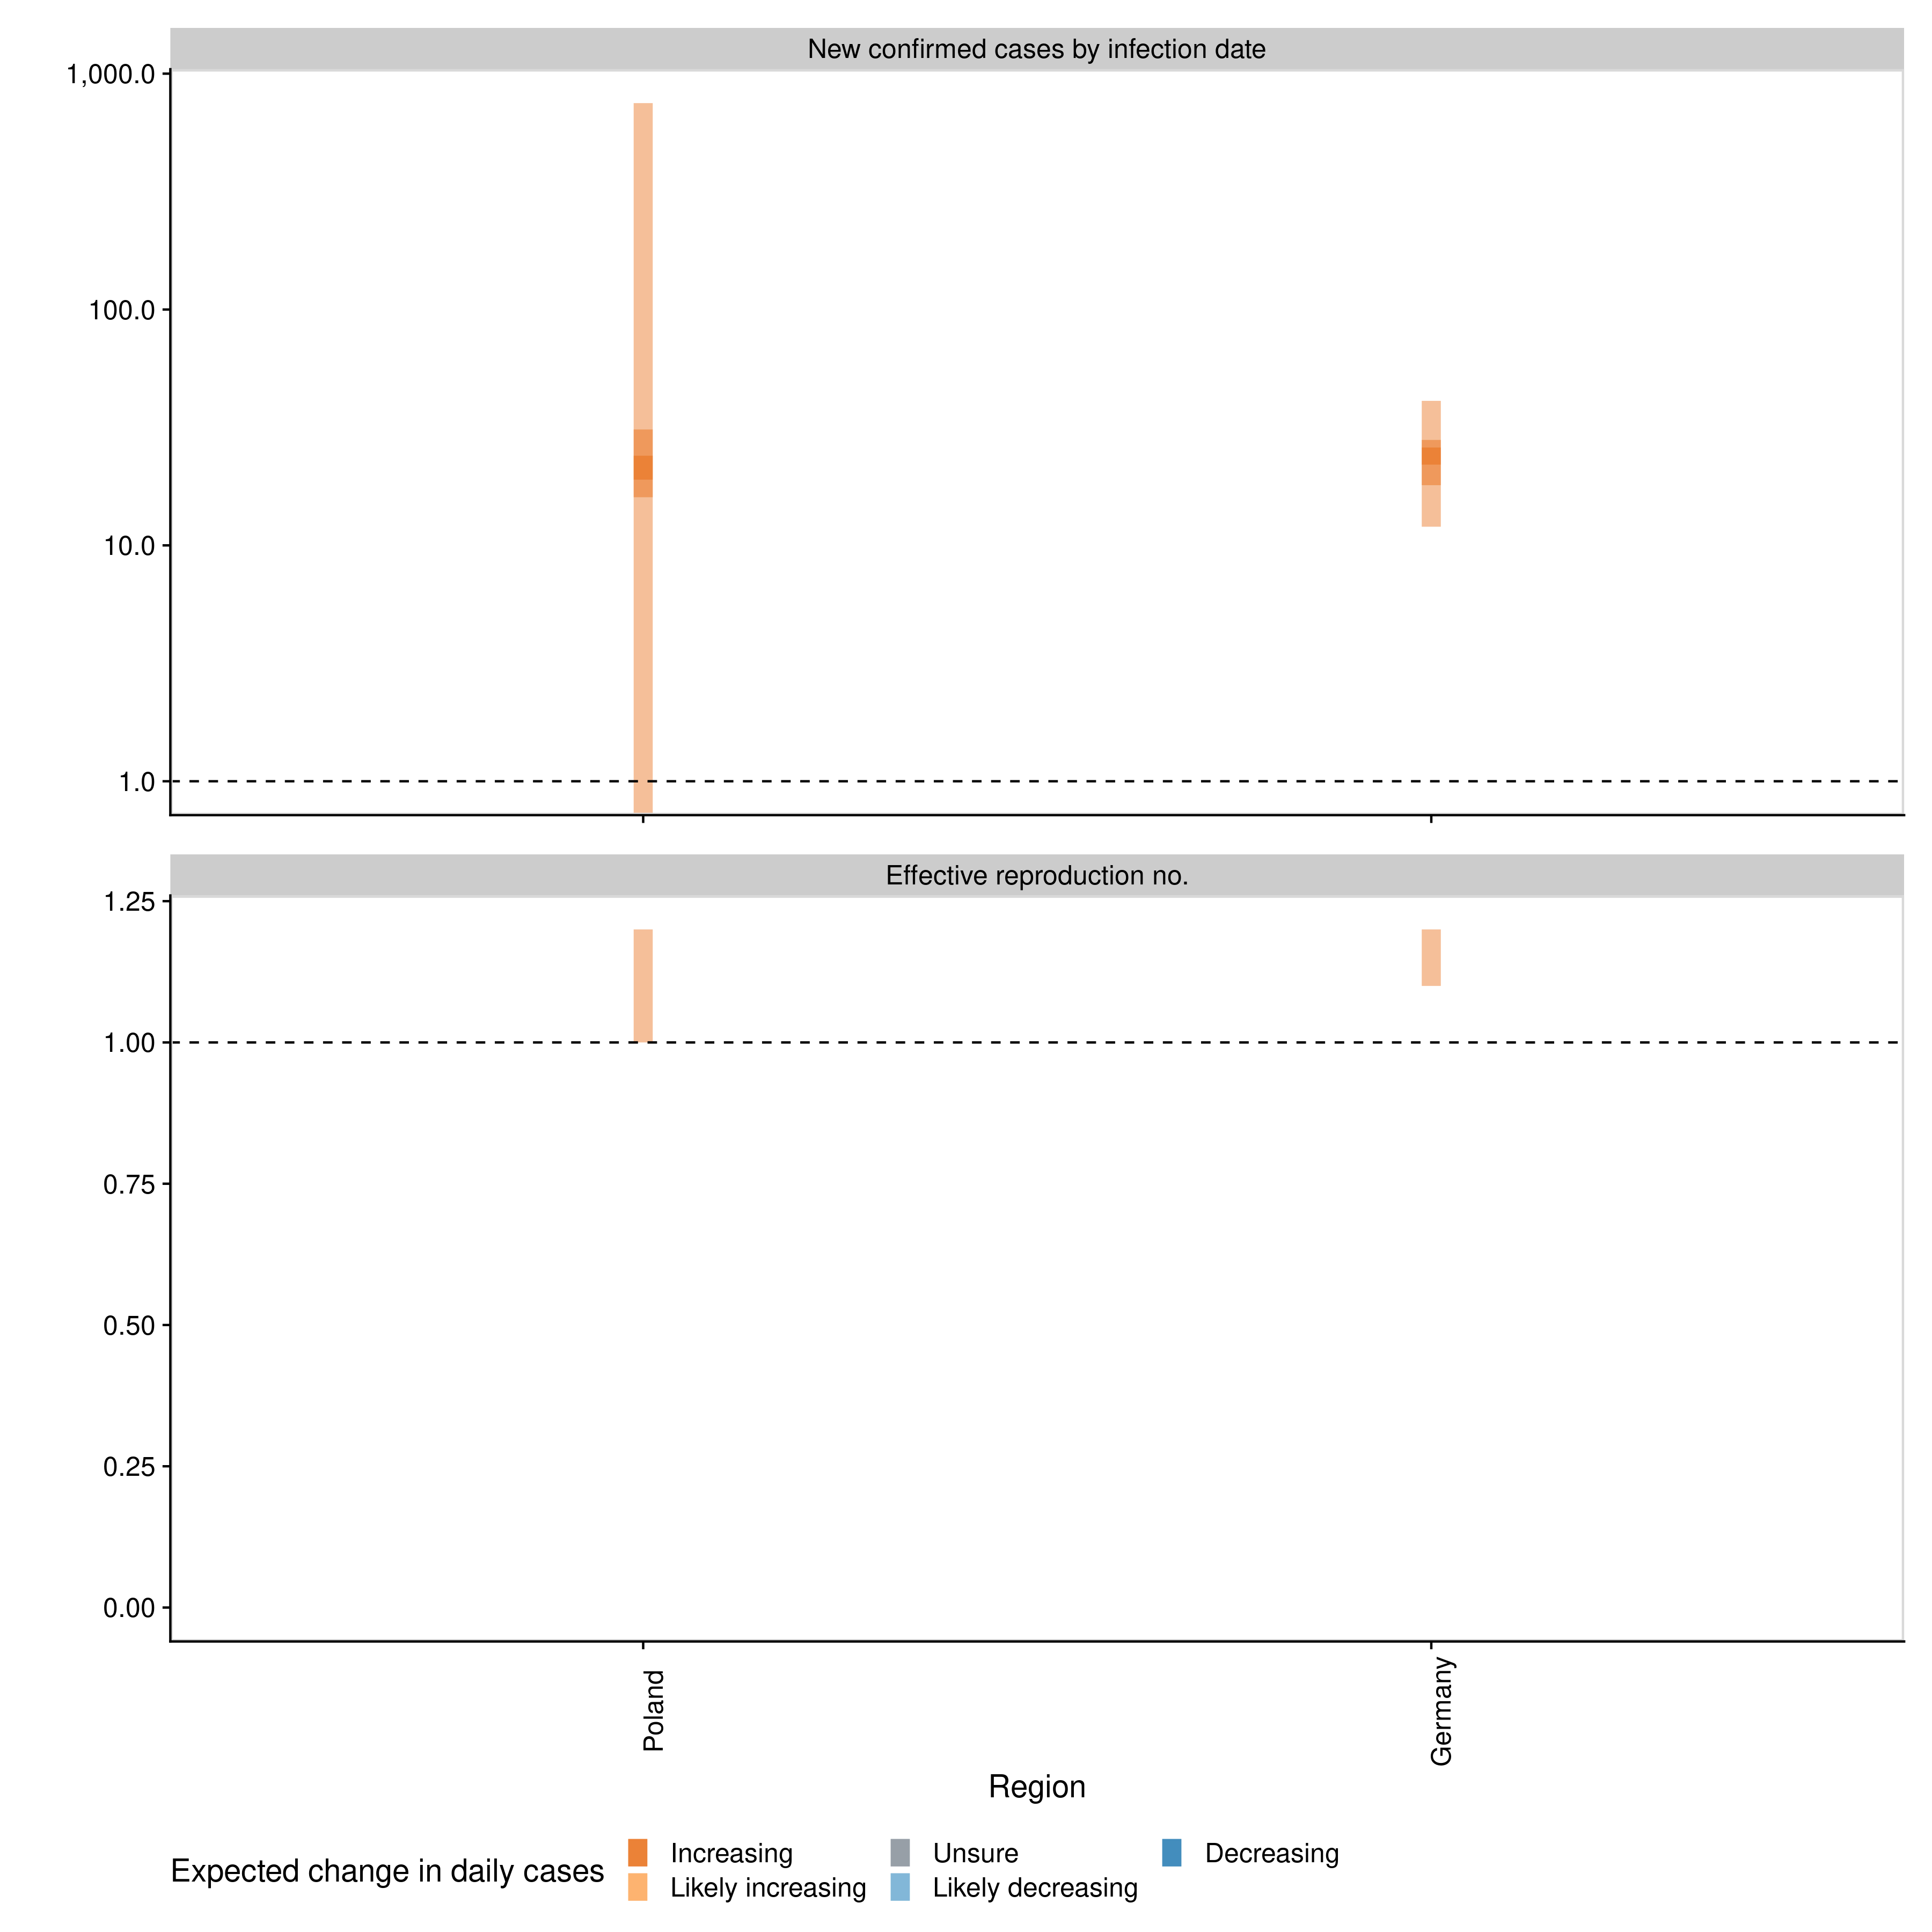 New confirmed cases by infection date
1,000.0
100.0
10.0
1.0
Effective reproduction no.
1.25
1.00
0.75
0.50
0.25
0.00
Poland
Germany
Region
Expected change in daily cases
Increasing
Likely increasing
Unsure
Likely decreasing
Decreasing